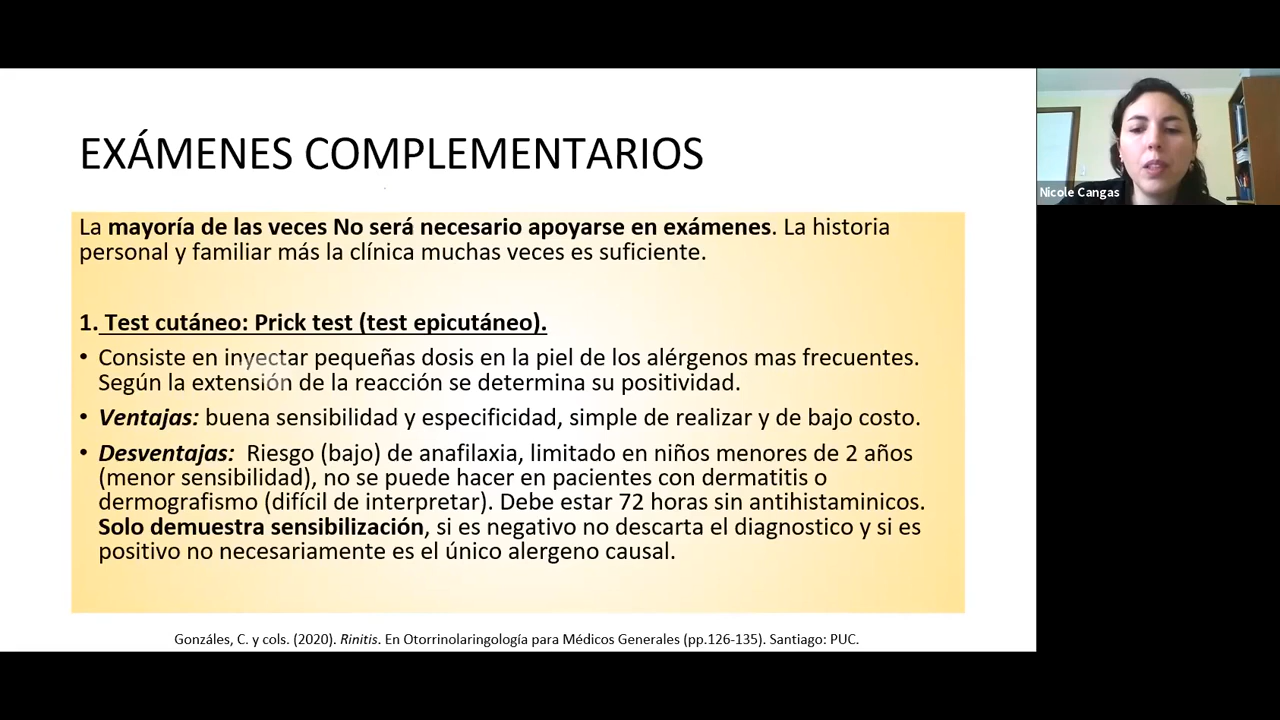 EXÁMENES COMPLEMENTARIOS
La mayoría de las veces No será necesario apoyarse en exámenes. La historia
personal y familiar más la clínica muchas veces es suficiente.
1. Test cutáneo: Prick test (test epicutáneo).
• Consiste en inyectar pequeñas dosis en la piel de los alérgenos mas frecuentes.
Según la extensión de la reacción se determina su positividad.
• Ventajas: buena sensibilidad y especificidad, simple de realizar y de bajo costo.
• Desventajas: Riesgo (bajo) de anafilaxia, limitado en niños menores de 2 años
(menor sensibilidad), no se puede hacer en pacientes con dermatitis o
dermografismo (difícil de interpretar). Debe estar 72 horas sin antihistaminicos.
Solo demuestra sensibilización, si es negativo no descarta el diagnostico y si es
positivo no necesariamente es el único alergeno causal.
Gonzáles, C. y cols. (2020). Rinitis. En Otorrinolaringología para Médicos Generales (pp.126-135). Santiago: PUC.
Nicole Cangas